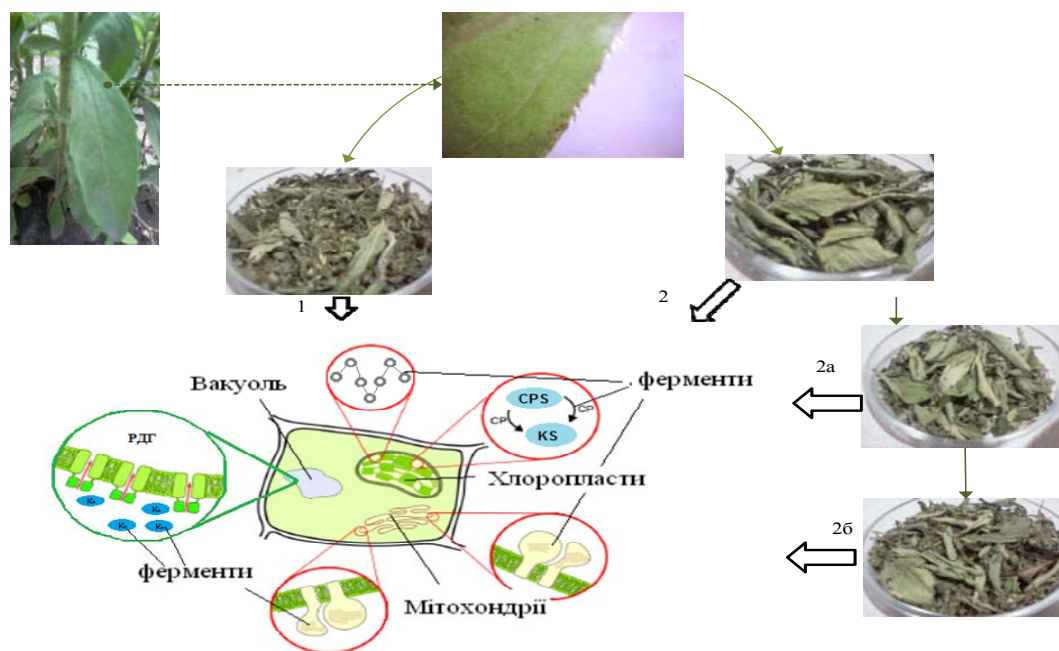 1
2
Вакуоль
ферменти
2а
CPS
CP
CP
KS
РДГ
Хлоропласти
2б
ферменти
Мітохондрії